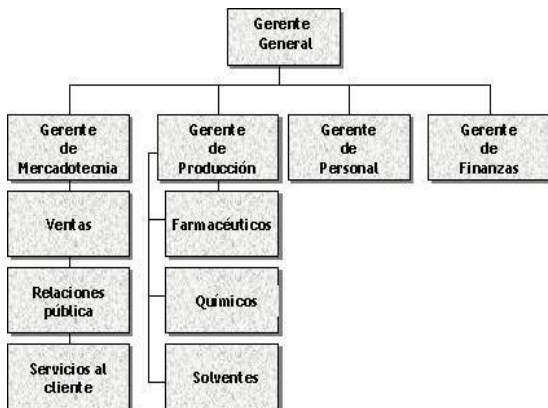 Gerente
General
Gerente
de
Mercadotecnia
Gerente
de
Producción
Gerente
de
Personal
Gerente
de
Finanzas
Ventas
Farmacéuticos
Relaciones
pública
Químicos
Servicios al
cliente
Solventes